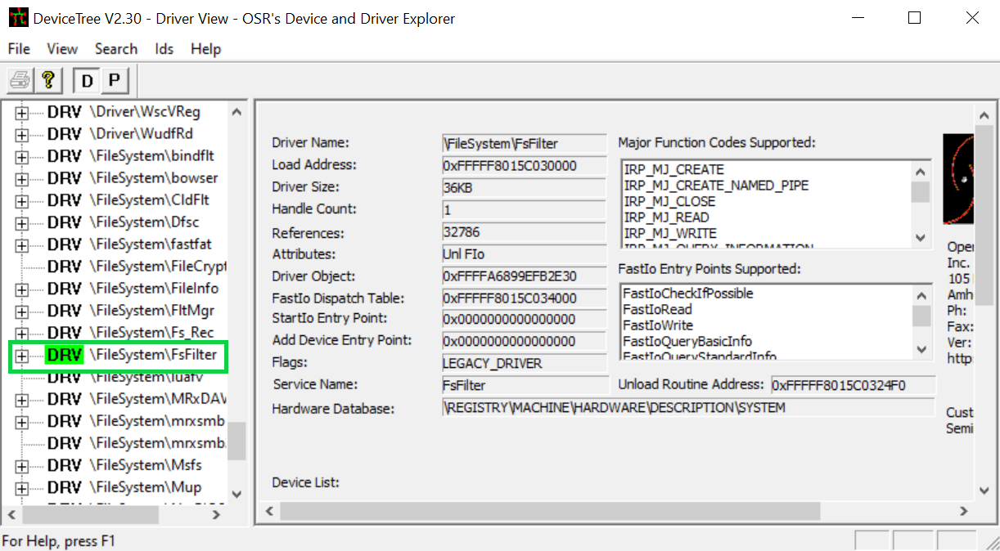 DeviceTree V2.30 - Driver View - OSR's Device and Driver Explorer
File View Search Ids Help
D P
DRV \Driver\WscVReg
DRV \Driver\WudfRd
DRV \FileSystem\bindflt
DRV \FileSystem\bowser
DRV \FileSystem\CldFlt
DRV \FileSystem\Dfsc
DRV \FileSystem\fastfat
DRV \FileSystem\FileCrypt
DRV \FileSystem\FileInfo
DRV \FileSystem\FltMgr
DRV \FileSystem\Fs_Rec
DRV \FileSystem\FsFilter
DRV \FileSystem\luafv
DRV \FileSystem\MRxDAV
DRV \FileSystem\mrxsmb
DRV \FileSystem\mrxsmb
DRV \FileSystem\Msfs
DRV \FileSystem\Mup
Driver Name: \FileSystem\FsFilter
Load Address: 0xFFFFF8015C030000
Driver Size: 36KB
Handle Count: 1
References: 32786
Attributes: Unl FIo
Driver Object: 0xFFFFA6899EFB2E30
FastIo Dispatch Table: 0xFFFFF8015C034000
StartIo Entry Point: 0x0000000000000000
Add Device Entry Point: 0x0000000000000000
Flags: LEGACY_DRIVER
Service Name: FsFilter
Hardware Database: \REGISTRY\MACHINE\HARDWARE\DESCRIPTION\SYSTEM
Device List:
Major Function Codes Supported:
IRP_MJ_CREATE
IRP_MJ_CREATE_NAMED_PIPE
IRP_MJ_CLOSE
IRP_MJ_READ
IRP_MJ_WRITE
IRP_MJ_QUERY_INFORMATION
FastIo Entry Points Supported:
FastIoCheckIfPossible
FastIoRead
FastIoWrite
FastIoQueryBasicInfo
FastIoQueryStandardInfo
Unload Routine Address: 0xFFFFF8015C0324F0
Open
Inc.
105
Amh
Ph:
Fax:
Ver:
http
Cust
Semi
For Help, press F1